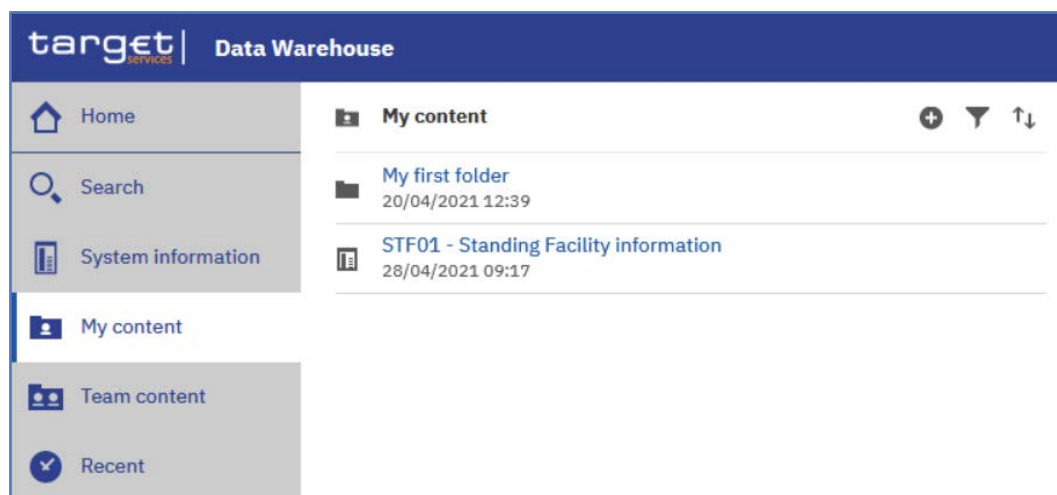 target services | Data Warehouse
Home
My content
Search
My first folder
20/04/2021 12:39
System information
STF01 - Standing Facility information
28/04/2021 09:17
My content
Team content
Recent